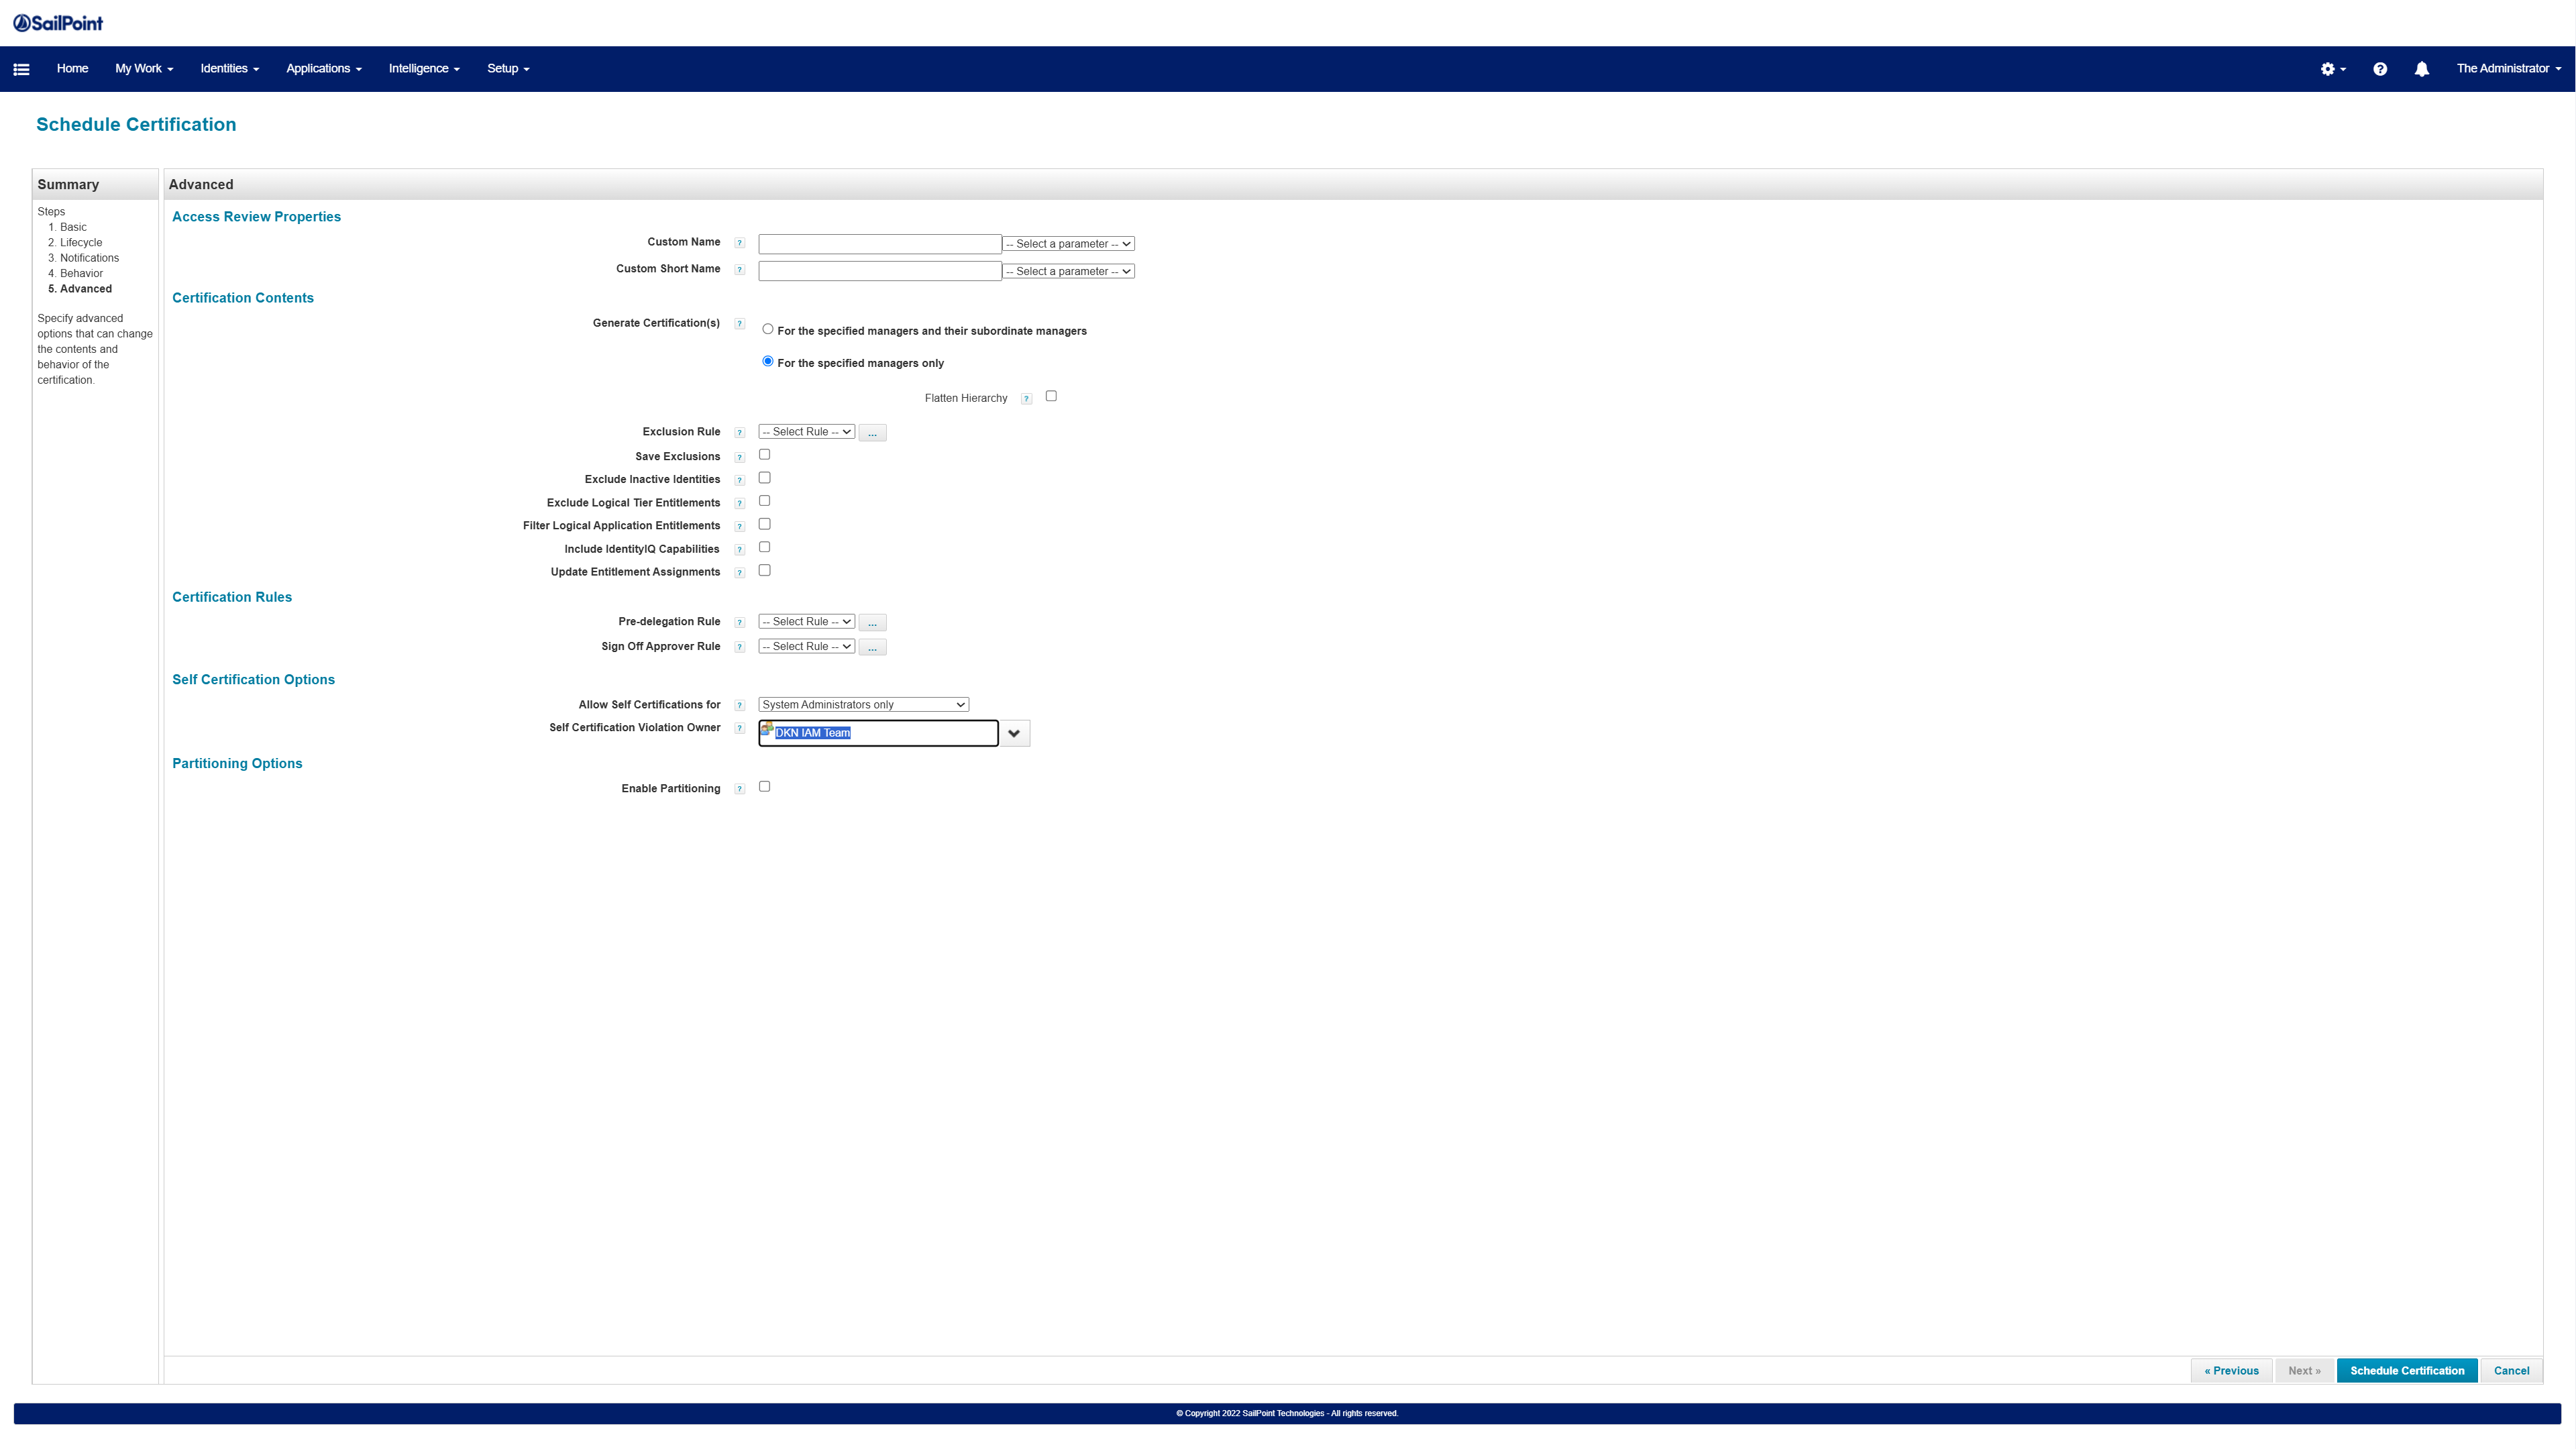 SailPoint
Home My Work Identities Applications Intelligence Setup The Administrator
Schedule Certification
Summary
Steps
1. Basic
2. Lifecycle
3. Notifications
4. Behavior
5. Advanced
Specify advanced
options that can change
the contents and
behavior of the
certification.
Advanced
Access Review Properties
Custom Name ? -- Select a parameter --
Custom Short Name ? -- Select a parameter --
Certification Contents
Generate Certification(s) ? For the specified managers and their subordinate managers
For the specified managers only
Flatten Hierarchy ?
Exclusion Rule ? -- Select Rule -- ...
Save Exclusions ?
Exclude Inactive Identities ?
Exclude Logical Tier Entitlements ?
Filter Logical Application Entitlements ?
Include IdentityIQ Capabilities ?
Update Entitlement Assignments ?
Certification Rules
Pre-delegation Rule ? -- Select Rule -- ...
Sign Off Approver Rule ? -- Select Rule -- ...
Self Certification Options
Allow Self Certifications for ? System Administrators only
Self Certification Violation Owner ? DKN IAM Team
Partitioning Options
Enable Partitioning ?
« Previous Next » Schedule Certification Cancel
© Copyright 2022 SailPoint Technologies - All rights reserved.